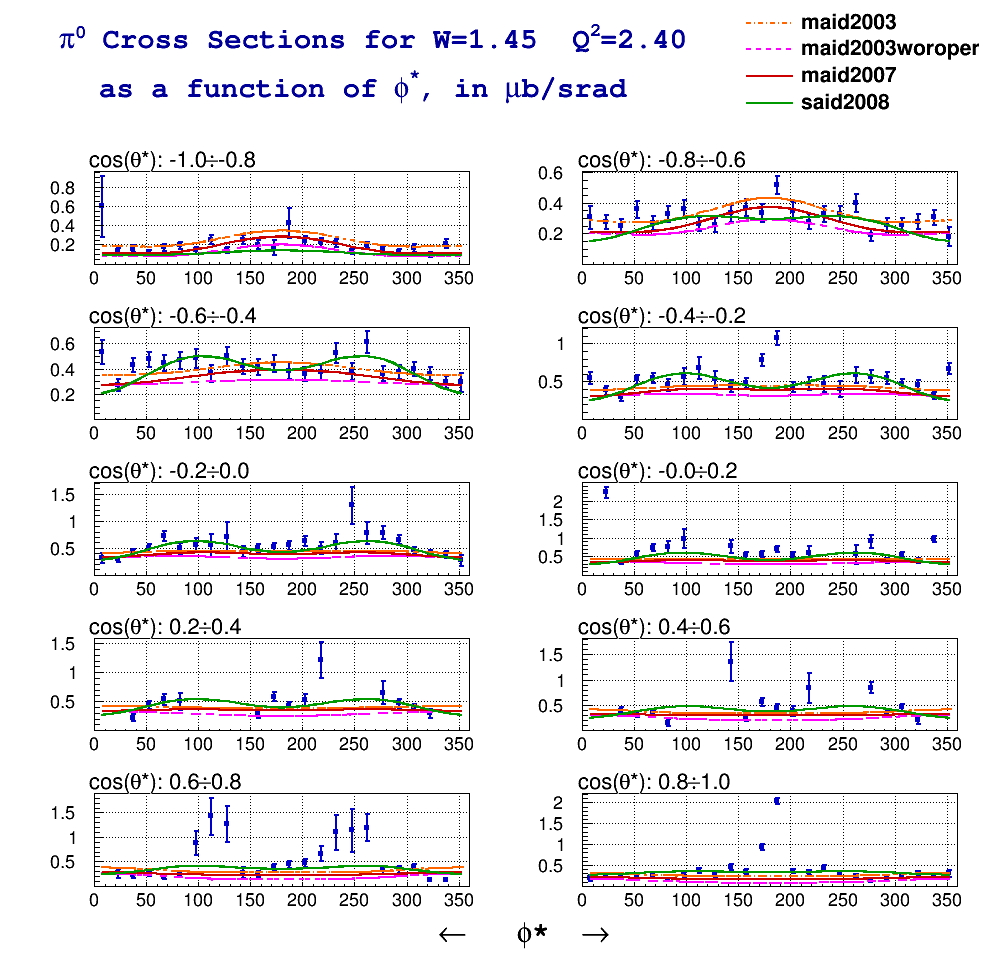 π⁰ Cross Sections for W=1.45 Q²=2.40
as a function of ϕ*, in μb/srad
maid2003
maid2003woroper
maid2007
said2008
cos(θ*): -1.0÷-0.8
0.8
0.6
0.4
0.2
0 50 100 150 200 250 300 350
cos(θ*): -0.8÷-0.6
0.6
0.4
0.2
0 50 100 150 200 250 300 350
cos(θ*): -0.6÷-0.4
0.6
0.4
0.2
0 50 100 150 200 250 300 350
cos(θ*): -0.4÷-0.2
1
0.5
0 50 100 150 200 250 300 350
cos(θ*): -0.2÷0.0
1.5
1
0.5
0 50 100 150 200 250 300 350
cos(θ*): -0.0÷0.2
2
1.5
1
0.5
0 50 100 150 200 250 300 350
cos(θ*): 0.2÷0.4
1.5
1
0.5
0 50 100 150 200 250 300 350
cos(θ*): 0.4÷0.6
1.5
1
0.5
0 50 100 150 200 250 300 350
cos(θ*): 0.6÷0.8
1.5
1
0.5
0 50 100 150 200 250 300 350
cos(θ*): 0.8÷1.0
2
1.5
1
0.5
0 50 100 150 200 250 300 350
← ϕ* →